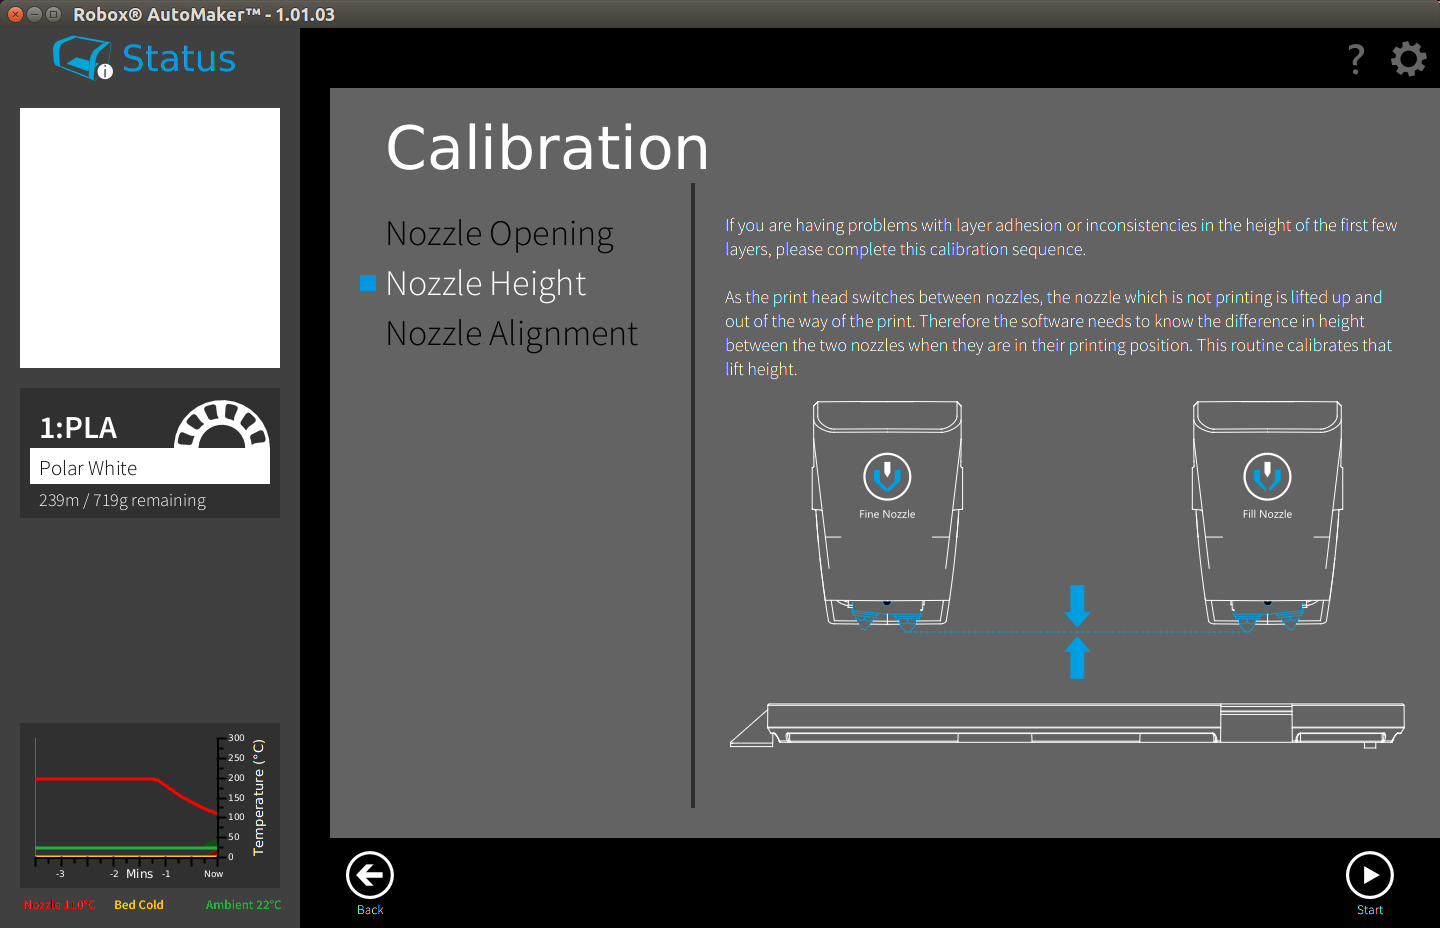 Robox® AutoMaker™ - 1.01.03
Status
?
Calibration
Nozzle Opening
Nozzle Height
Nozzle Alignment
If you are having problems with layer adhesion or inconsistencies in the height of the first few
layers, please complete this calibration sequence.
As the print head switches between nozzles, the nozzle which is not printing is lifted up and
out of the way of the print. Therefore the software needs to know the difference in height
between the two nozzles when they are in their printing position. This routine calibrates that
lift height.
Fine Nozzle
Fill Nozzle
1:PLA
Polar White
239m / 719g remaining
300
250
200
150
100
50
0
Temperature (°C)
-3
-2
Mins
-1
Now
Nozzle 110°C
Bed Cold
Ambient 22°C
Back
Start